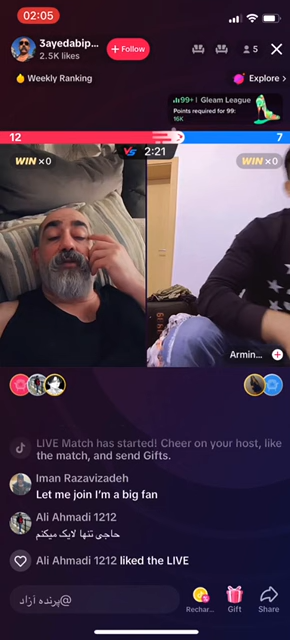 02:05
3ayedabip...
2.5K likes
+ Follow
5
Weekly Ranking
Explore >
99+ | Gleam League
Points required for 99:
16K
12
VS 2:21
7
WIN ×0
WIN ×0
Armin...
LIVE Match has started! Cheer on your host, like
the match, and send Gifts.
Iman Razavizadeh
Let me join I'm a big fan
Ali Ahmadi 1212
حاجی تنها لایک میکنم
Ali Ahmadi 1212 liked the LIVE
@پرنده آزاد
Rechar...
Gift
Share